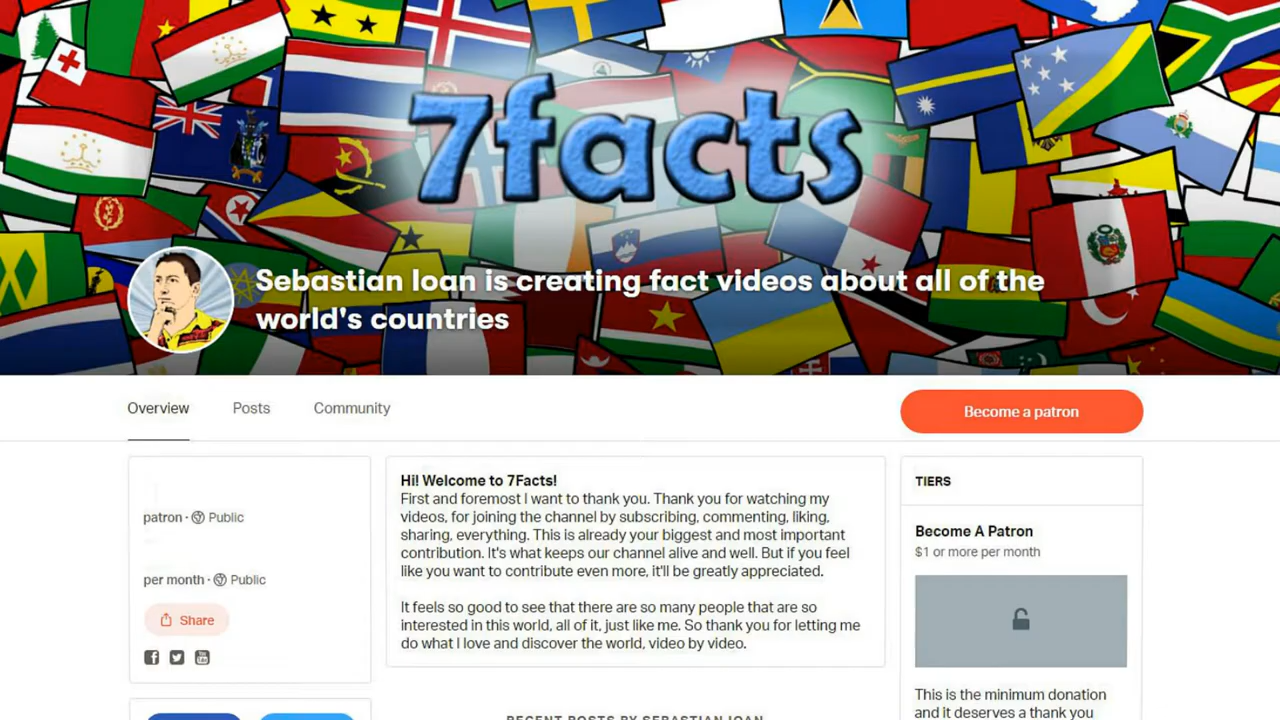 7facts
Sebastian Ioan is creating fact videos about all of the
world's countries
Overview
Posts
Community
Become a patron
patron · Public
per month · Public
Share
Hi! Welcome to 7Facts!
First and foremost I want to thank you. Thank you for watching my
videos, for joining the channel by subscribing, commenting, liking,
sharing, everything. This is already your biggest and most important
contribution. It's what keeps our channel alive and well. But if you feel
like you want to contribute even more, it'll be greatly appreciated.
It feels so good to see that there are so many people that are so
interested in this world, all of it, just like me. So thank you for letting me
do what I love and discover the world, video by video.
RECENT POSTS BY SEBASTIAN IOAN
TIERS
Become A Patron
$1 or more per month
This is the minimum donation
and it deserves a thank you